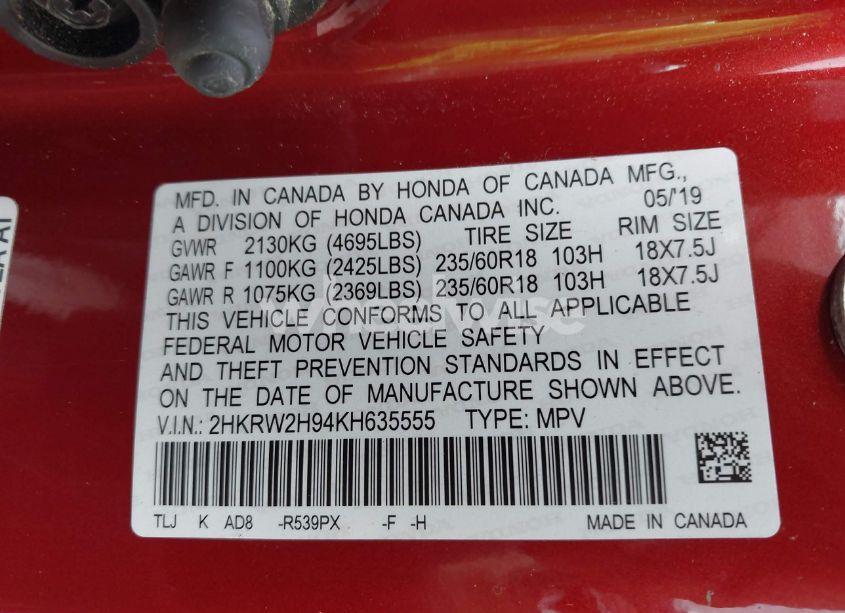 MFD. IN CANADA BY HONDA OF CANADA MFG.,
A DIVISION OF HONDA CANADA INC. 05/'19
GVWR 2130KG (4695LBS) TIRE SIZE RIM SIZE
GAWR F 1100KG (2425LBS) 235/60R18 103H 18X7.5J
GAWR R 1075KG (2369LBS) 235/60R18 103H 18X7.5J
THIS VEHICLE CONFORMS TO ALL APPLICABLE
FEDERAL MOTOR VEHICLE SAFETY
AND THEFT PREVENTION STANDARDS IN EFFECT
ON THE DATE OF MANUFACTURE SHOWN ABOVE.
V.I.N.: 2HKRW2H94KH635555 TYPE: MPV
TLJ K AD8 -R539PX -F -H MADE IN CANADA